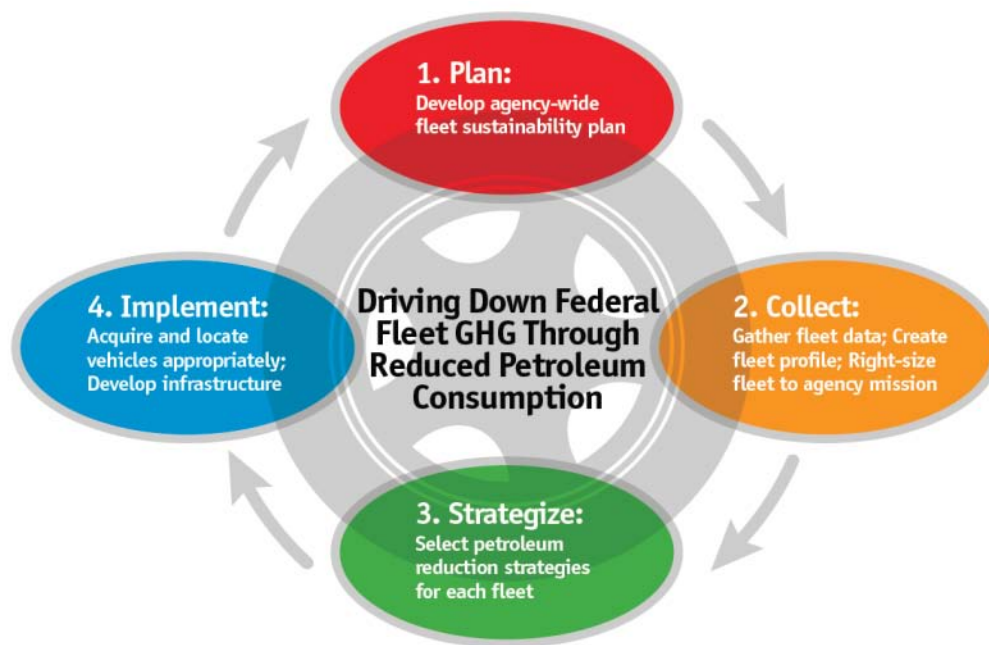 1. Plan:
Develop agency-wide
fleet sustainability plan
2. Collect:
Gather fleet data; Create
fleet profile; Right-size
fleet to agency mission
3. Strategize:
Select petroleum
reduction strategies
for each fleet
4. Implement:
Acquire and locate
vehicles appropriately;
Develop infrastructure
Driving Down Federal
Fleet GHG Through
Reduced Petroleum
Consumption